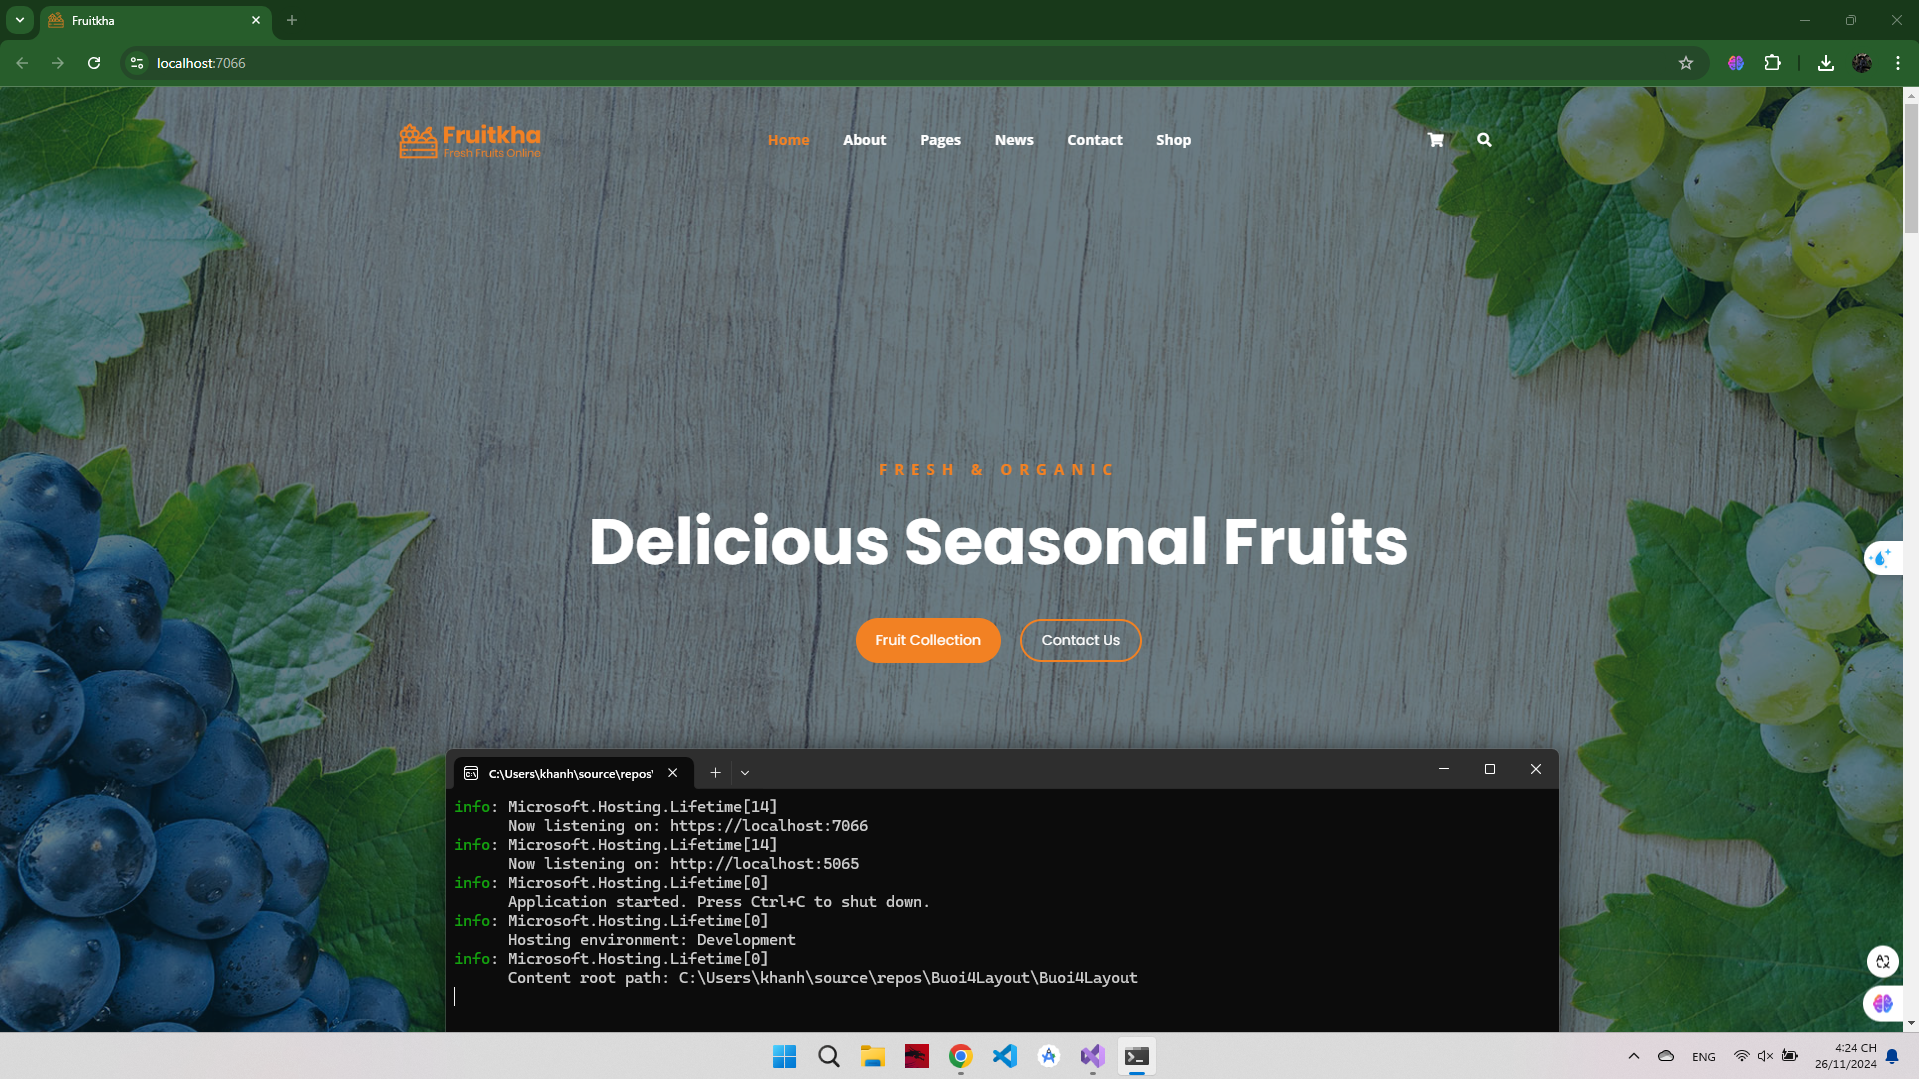 Fruitkha
localhost:7066
Fruitkha
Fresh Fruits Online
Home About Pages News Contact Shop
FRESH & ORGANIC
Delicious Seasonal Fruits
Fruit Collection Contact Us
C:\Users\khanh\source\repos\
info: Microsoft.Hosting.Lifetime[14]
Now listening on: https://localhost:7066
info: Microsoft.Hosting.Lifetime[14]
Now listening on: http://localhost:5065
info: Microsoft.Hosting.Lifetime[0]
Application started. Press Ctrl+C to shut down.
info: Microsoft.Hosting.Lifetime[0]
Hosting environment: Development
info: Microsoft.Hosting.Lifetime[0]
Content root path: C:\Users\khanh\source\repos\Buoi4Layout\Buoi4Layout
ENG
4:24 CH
26/11/2024